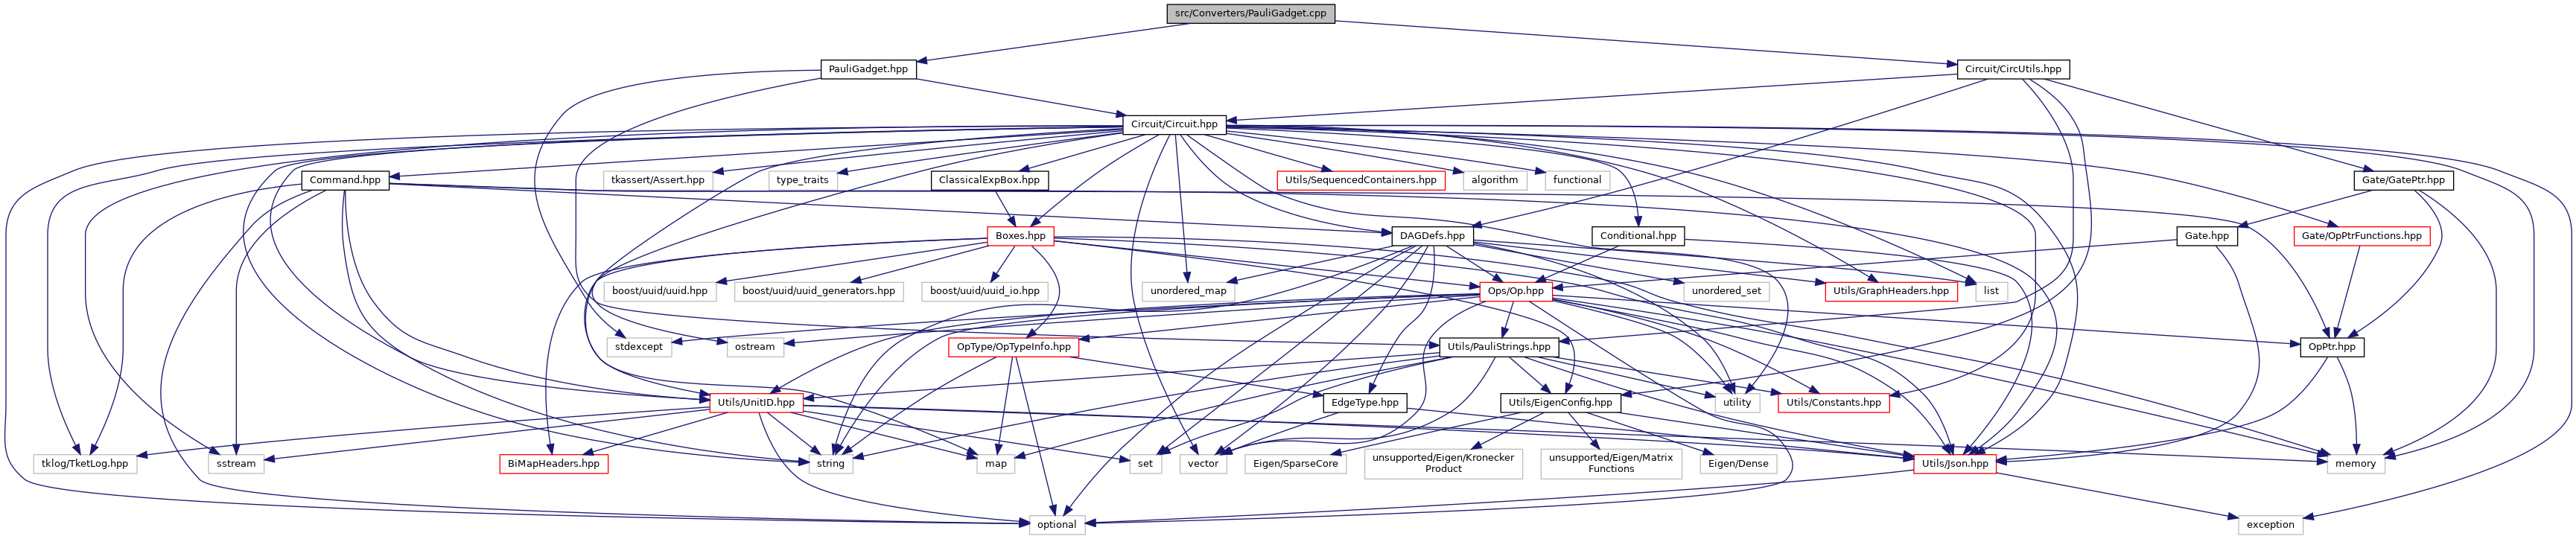 src/Converters/PauliGadget.cpp
PauliGadget.hpp
Circuit/CircUtils.hpp
Circuit/Circuit.hpp
Command.hpp
tkassert/Assert.hpp
type_traits
ClassicalExpBox.hpp
Utils/SequencedContainers.hpp
algorithm
functional
Gate/GatePtr.hpp
Boxes.hpp
DAGDefs.hpp
Conditional.hpp
Gate.hpp
Gate/OpPtrFunctions.hpp
boost/uuid/uuid.hpp
boost/uuid/uuid_generators.hpp
boost/uuid/uuid_io.hpp
unordered_map
Ops/Op.hpp
unordered_set
Utils/GraphHeaders.hpp
list
stdexcept
ostream
OpType/OpTypeInfo.hpp
Utils/PauliStrings.hpp
OpPtr.hpp
Utils/UnitID.hpp
EdgeType.hpp
Utils/EigenConfig.hpp
utility
Utils/Constants.hpp
tklog/TketLog.hpp
sstream
BiMapHeaders.hpp
string
map
set
vector
Eigen/SparseCore
unsupported/Eigen/Kronecker
Product
unsupported/Eigen/Matrix
Functions
Eigen/Dense
Utils/Json.hpp
memory
optional
exception